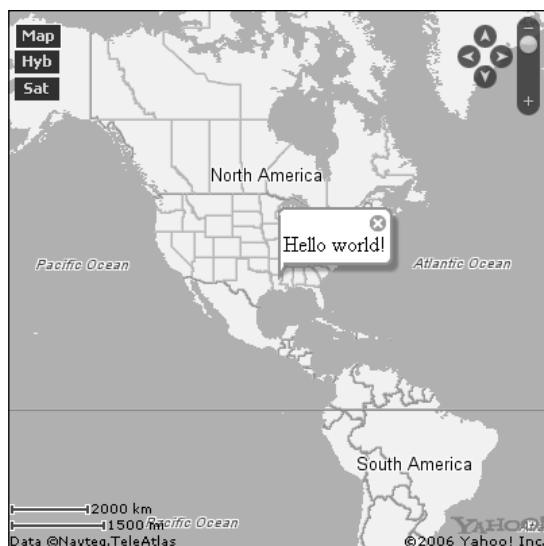 Map
Hyb
Sat
North America
Hello world!
Pacific Ocean
Atlantic Ocean
South America
2000 km
1500 mi
Pacific Ocean
YAHOO!
Data ©Navteq,TeleAtlas
©2006 Yahoo! Inc.